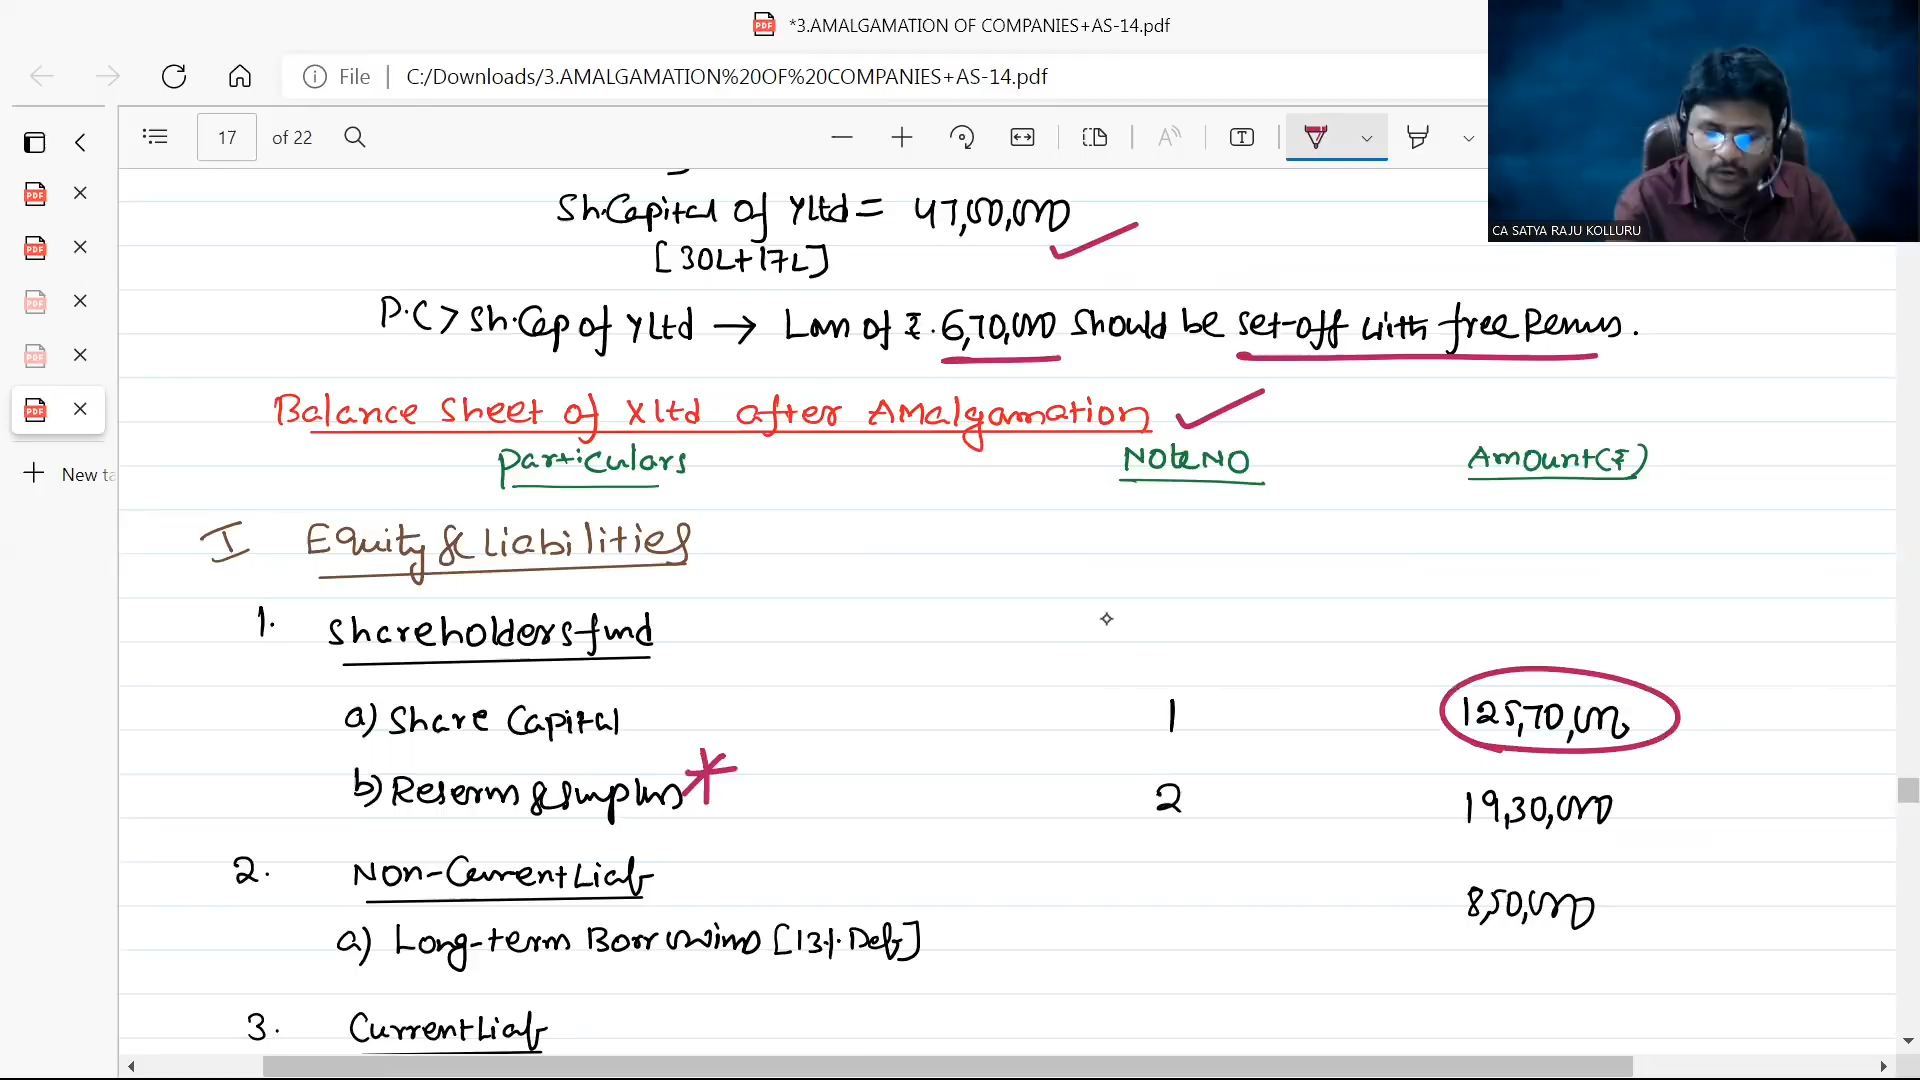 *3.AMALGAMATION OF COMPANIES+AS-14.pdf
File C:/Downloads/3.AMALGAMATION%20OF%20COMPANIES+AS-14.pdf
17 of 22
CA SATYA RAJU KOLLURU
New ta
Sh.Capital of Yltd = 47,00,000
[30L+17L]
P.C > Sh.Cap of Yltd → Loss of ₹.6,70,000 should be set-off with free Reserves.
Balance Sheet of Xltd after Amalgamation
Particulars Note NO Amount(₹)
I Equity & Liabilities
1. Shareholders fund
a) Share Capital 1 125,70,000
b) Reserves & Surplus 2 19,30,000
2. Non-Current Liab
8,50,000
a) Long-term Borrowings [13%.Deb]
3. Current Liab